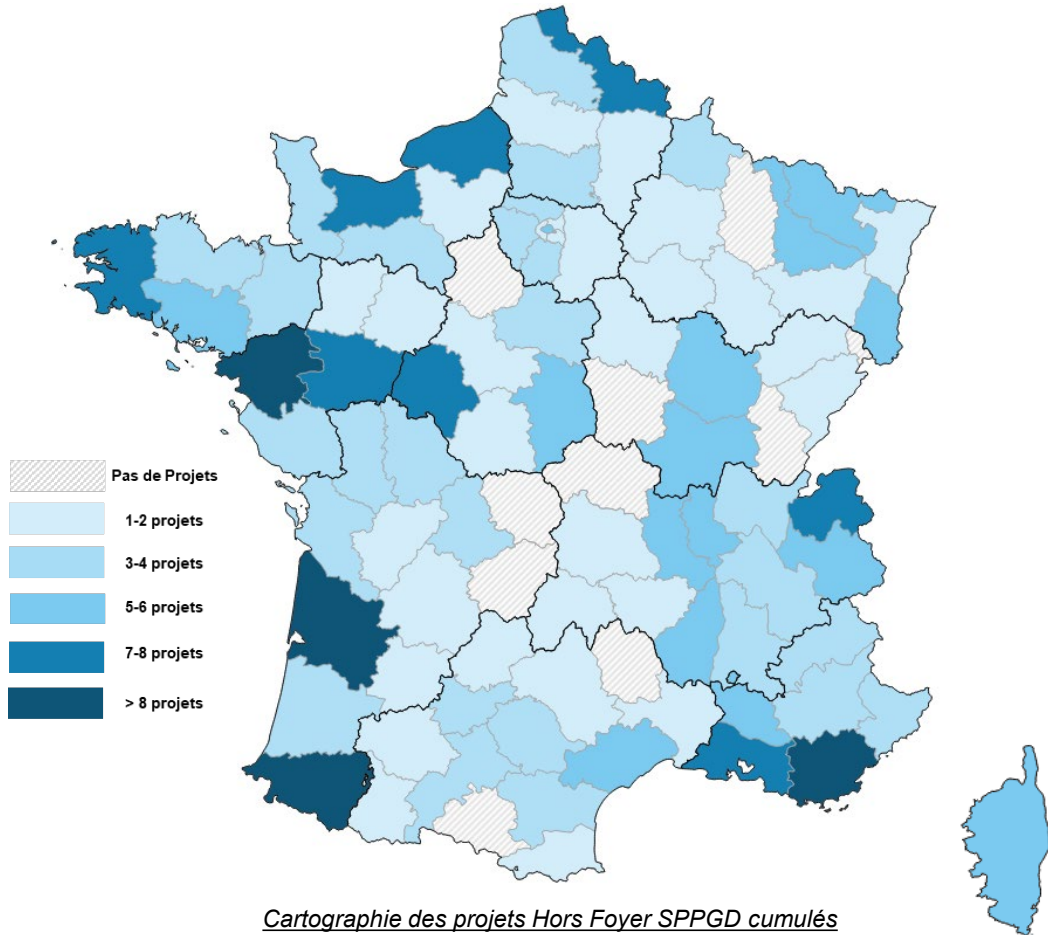 Pas de Projets
1-2 projets
3-4 projets
5-6 projets
7-8 projets
> 8 projets
Cartographie des projets Hors Foyer SPPGD cumulés